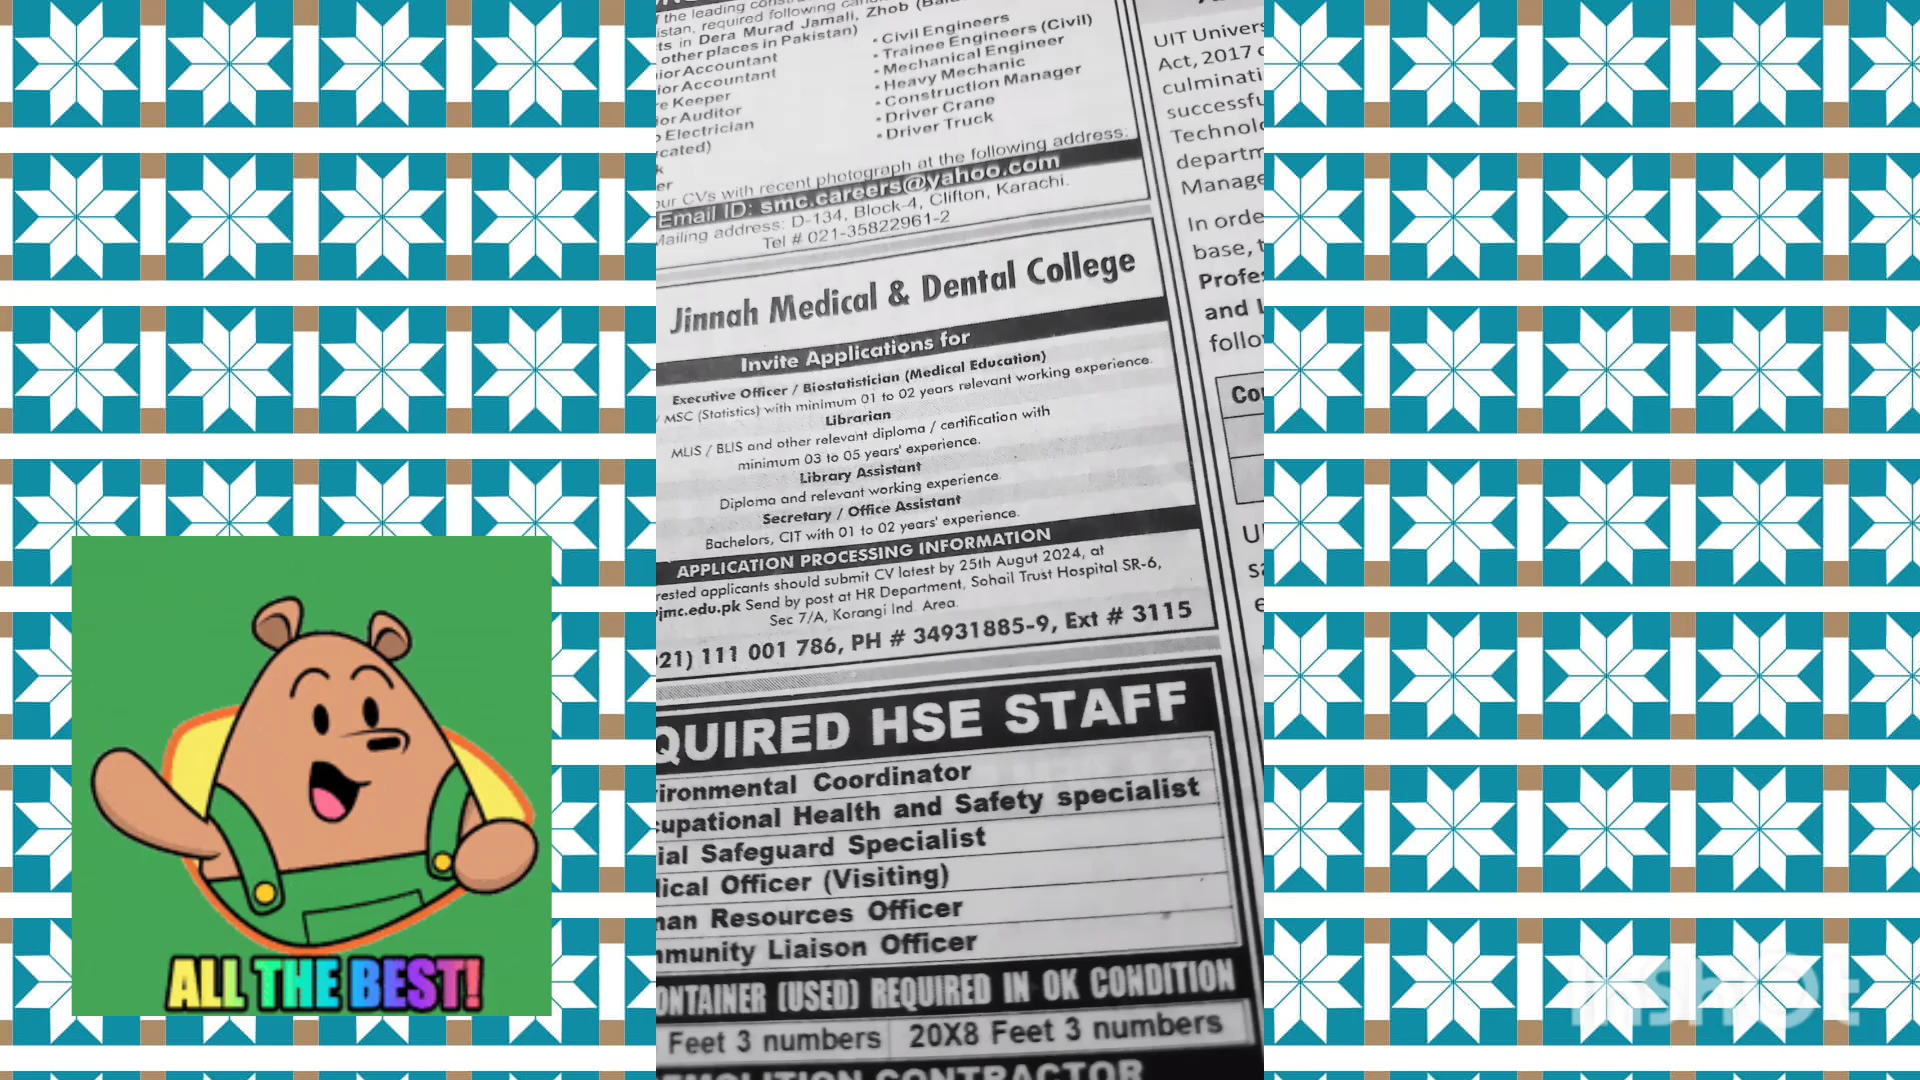 the leading
istan, required following
ts in Dera Murad Jamali, Zhob
other places in Pakistan)
ior Accountant
ior Accountant
e Keeper
or Auditor
Electrician
cated)
er
• Civil Engineers
• Trainee Engineers (Civil)
• Mechanical Engineer
• Heavy Mechanic
• Construction Manager
• Driver Crane
• Driver Truck
ur CVs with recent photograph at the following address:
Email ID: smc.careers@yahoo.com
Mailing address: D-134, Block-4, Clifton, Karachi.
Tel # 021-35822961-2
Jinnah Medical & Dental College
Invite Applications for
Executive Officer / Biostatistician (Medical Education)
/ MSC (Statistics) with minimum 01 to 02 years relevant working experience.
Librarian
MLIS / BLIS and other relevant diploma / certification with
minimum 03 to 05 years' experience.
Library Assistant
Diploma and relevant working experience.
Secretary / Office Assistant
Bachelors, CIT with 01 to 02 years' experience.
APPLICATION PROCESSING INFORMATION
rested applicants should submit CV latest by 25th Augut 2024, at
@jmc.edu.pk Send by post at HR Department, Sohail Trust Hospital SR-6,
Sec 7/A, Korangi Ind. Area.
21) 111 001 786, PH # 34931885-9, Ext # 3115
QUIRED HSE STAFF
ironmental Coordinator
cupational Health and Safety specialist
ial Safeguard Specialist
lical Officer (Visiting)
man Resources Officer
mmunity Liaison Officer
ONTAINER (USED) REQUIRED IN OK CONDITION
Feet 3 numbers 20X8 Feet 3 numbers
EMOLITION CONTRACTOR
UIT Univers
Act, 2017
culminati
successfu
Technolo
departm
Manage
In orde
base, t
Profes
and
follo
Co
U
ALL THE BEST!
InShOt